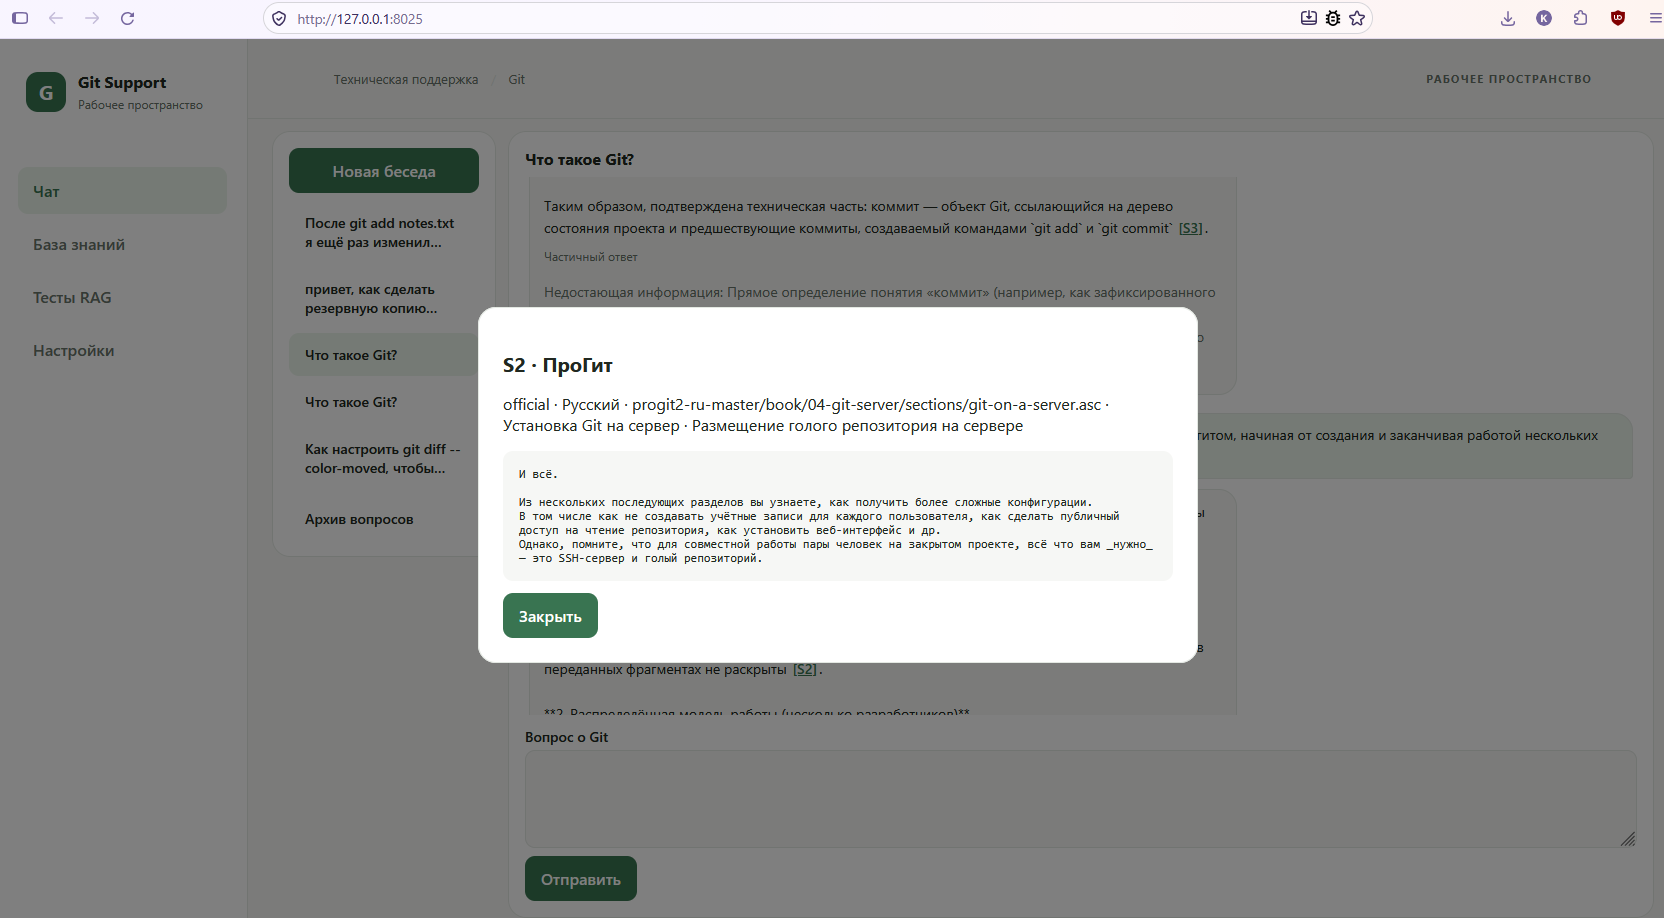 http://127.0.0.1:8025
K
G
Git Support
Рабочее пространство
Чат
База знаний
Тесты RAG
Настройки
Техническая поддержка / Git
РАБОЧЕЕ ПРОСТРАНСТВО
Новая беседа
После git add notes.txt
я ещё раз изменил...
привет, как сделать
резервную копию...
Что такое Git?
Что такое Git?
Как настроить git diff --
color-moved, чтобы...
Архив вопросов
Что такое Git?
Таким образом, подтверждена техническая часть: коммит — объект Git, ссылающийся на дерево
состояния проекта и предшествующие коммиты, создаваемый командами `git add` и `git commit` [S3].
Частичный ответ
Недостающая информация: Прямое определение понятия «коммит» (например, как зафиксированного
о
S2 · ПроГит
official · Русский · progit2-ru-master/book/04-git-server/sections/git-on-a-server.asc ·
Установка Git на сервер · Размещение голого репозитория на сервере
И всё.
Из нескольких последующих разделов вы узнаете, как получить более сложные конфигурации.
В том числе как не создавать учётные записи для каждого пользователя, как сделать публичный
доступ на чтение репозитория, как установить веб-интерфейс и др.
Однако, помните, что для совместной работы пары человек на закрытом проекте, всё что вам _нужно_
— это SSH-сервер и голый репозиторий.
Закрыть
гитом, начиная от создания и заканчивая работой нескольких
ы
в
переданных фрагментах не раскрыты [S2].
**2. Распределённая модель работы (несколько разработчиков)**
Вопрос о Git
Отправить